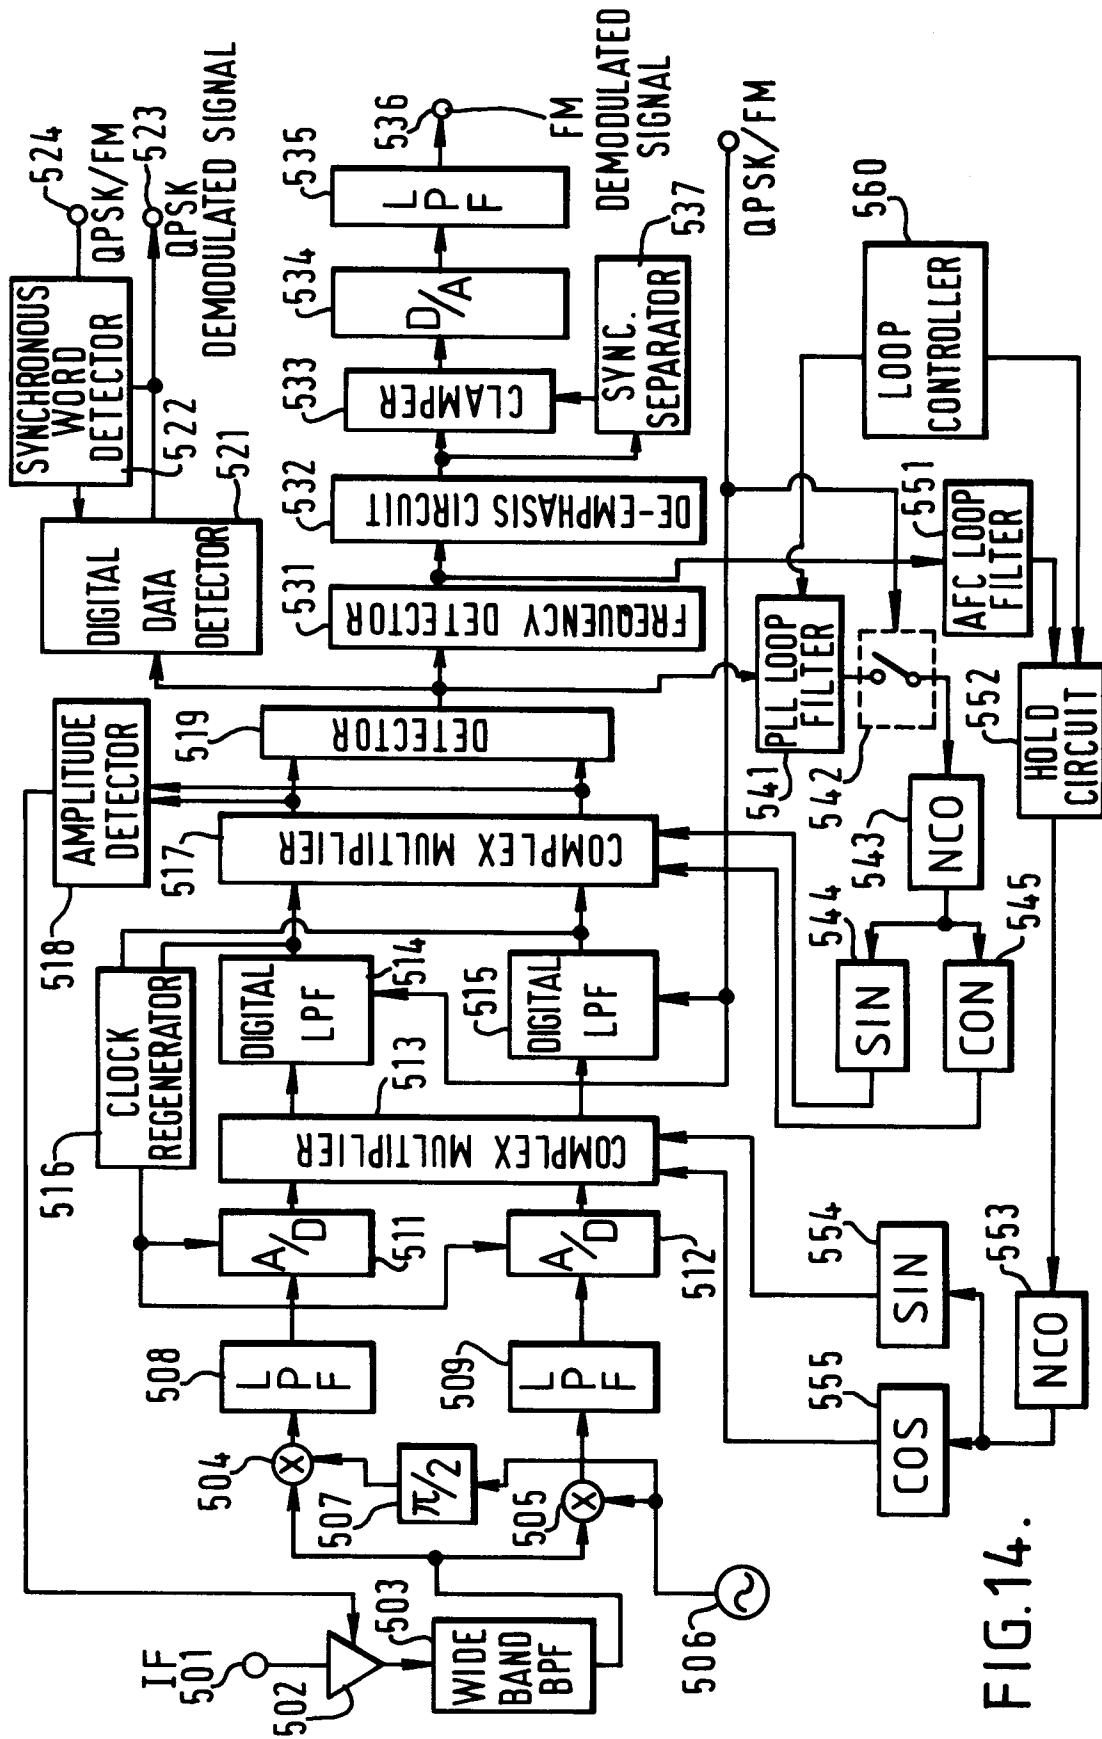 IF
501
502
503
WIDE
BAND
BPF
504
505
506
507
π/2
508
LPF
509
LPF
A/D
511
A/D
512
COMPLEX MULTIPLIER
513
DIGITAL
LPF
514
DIGITAL
LPF
515
CLOCK
REGENERATOR
516
COMPLEX MULTIPLIER
517
AMPLITUDE
DETECTOR
518
DETECTOR
519
DIGITAL
DATA
DETECTOR
521
SYNCHRONOUS
WORD
DETECTOR
522
524
QPSK/FM
523
QPSK
DEMODULATED SIGNAL
FREQUENCY DETECTOR
531
DE-EMPHASIS CIRCUIT
532
CLAMPER
533
D/A
534
LPF
535
536
FM
DEMODULATED
SIGNAL
SYNC.
SEPARATOR
537
QPSK/FM
PLL LOOP
FILTER
541
542
NCO
543
SIN
544
CON
545
AFC LOOP
FILTER
551
HOLD
CIRCUIT
552
NCO
553
SIN
554
COS
555
LOOP
CONTROLLER
560
FIG.14.